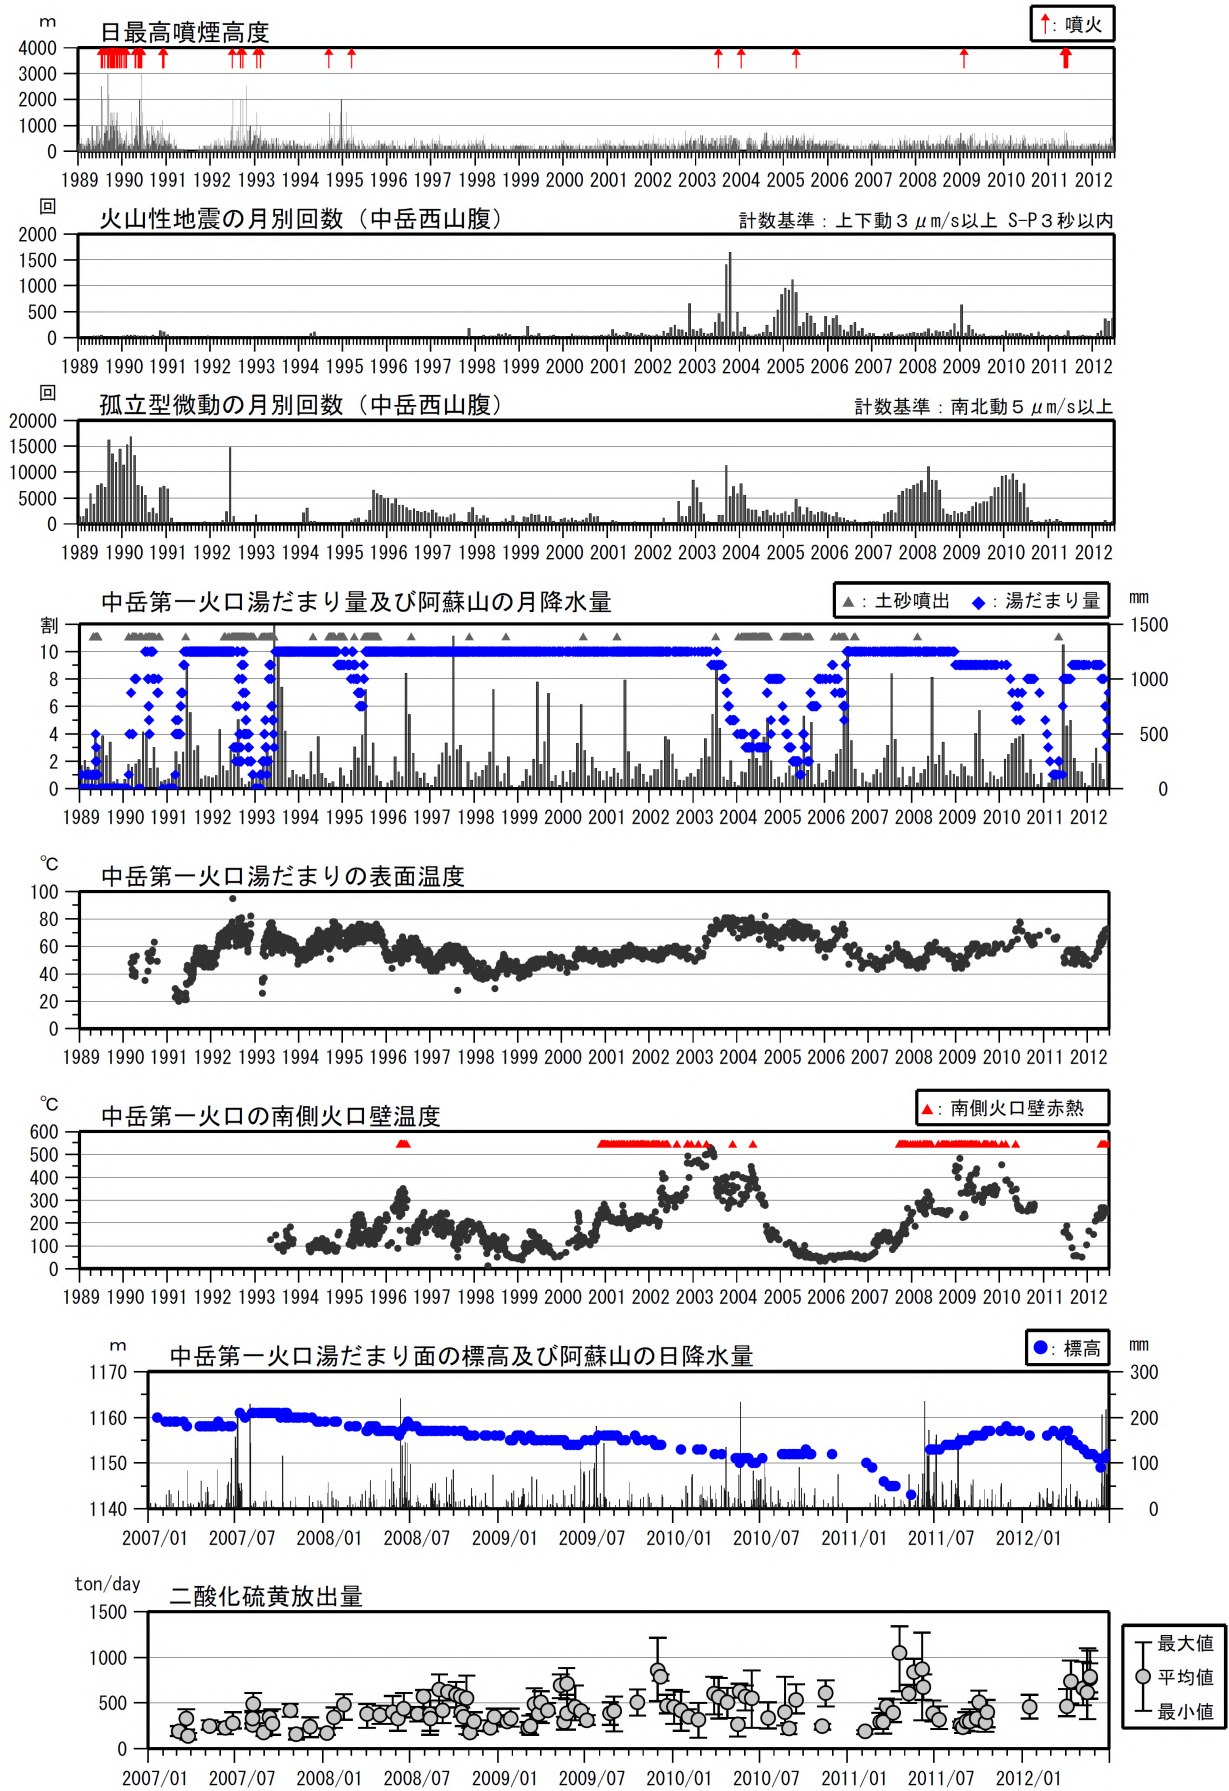 m
日最高噴煙高度
↑: 噴火
4000
3000
2000
1000
0
1989 1990 1991 1992 1993 1994 1995 1996 1997 1998 1999 2000 2001 2002 2003 2004 2005 2006 2007 2008 2009 2010 2011 2012
回
火山性地震の月別回数（中岳西山腹）
計数基準：上下動３μm/s以上 S-P３秒以内
2000
1500
1000
500
0
1989 1990 1991 1992 1993 1994 1995 1996 1997 1998 1999 2000 2001 2002 2003 2004 2005 2006 2007 2008 2009 2010 2011 2012
回
孤立型微動の月別回数（中岳西山腹）
計数基準：南北動５μm/s以上
20000
15000
10000
5000
0
1989 1990 1991 1992 1993 1994 1995 1996 1997 1998 1999 2000 2001 2002 2003 2004 2005 2006 2007 2008 2009 2010 2011 2012
中岳第一火口湯だまり量及び阿蘇山の月降水量
▲: 土砂噴出 ◆: 湯だまり量
mm
割
10
8
6
4
2
0
1500
1000
500
0
1989 1990 1991 1992 1993 1994 1995 1996 1997 1998 1999 2000 2001 2002 2003 2004 2005 2006 2007 2008 2009 2010 2011 2012
℃
中岳第一火口湯だまりの表面温度
100
80
60
40
20
0
1989 1990 1991 1992 1993 1994 1995 1996 1997 1998 1999 2000 2001 2002 2003 2004 2005 2006 2007 2008 2009 2010 2011 2012
℃
中岳第一火口の南側火口壁温度
▲: 南側火口壁赤熱
600
500
400
300
200
100
0
1989 1990 1991 1992 1993 1994 1995 1996 1997 1998 1999 2000 2001 2002 2003 2004 2005 2006 2007 2008 2009 2010 2011 2012
m
中岳第一火口湯だまり面の標高及び阿蘇山の日降水量
●: 標高
mm
1170
1160
1150
1140
300
200
100
0
2007/01 2007/07 2008/01 2008/07 2009/01 2009/07 2010/01 2010/07 2011/01 2011/07 2012/01
ton/day
二酸化硫黄放出量
1500
1000
500
0
最大値
平均値
最小値
2007/01 2007/07 2008/01 2008/07 2009/01 2009/07 2010/01 2010/07 2011/01 2011/07 2012/01